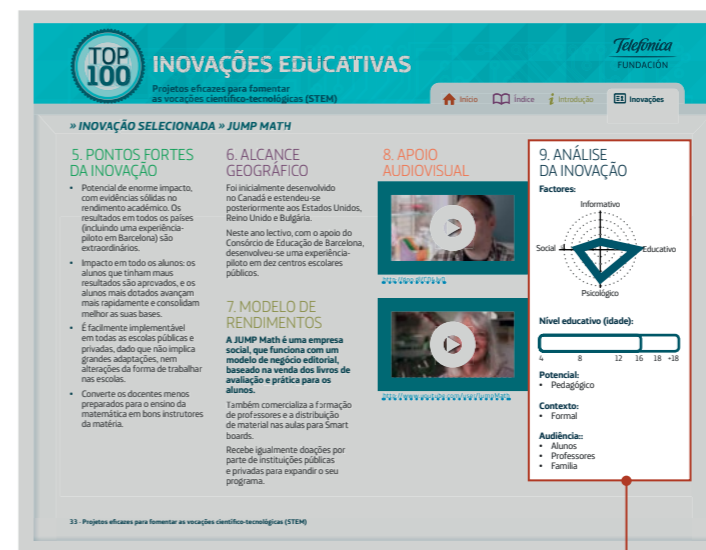 TOP
100
INOVAÇÕES EDUCATIVAS
Projetos eficazes para fomentar
as vocações científico-tecnológicas (STEM)
Telefónica
FUNDACIÓN
Início
Índice
Introdução
Inovações
» INOVAÇÃO SELECIONADA » JUMP MATH
5. PONTOS FORTES
DA INOVAÇÃO
• Potencial de enorme impacto,
com evidências sólidas no
rendimento académico. Os
resultados em todos os países
(incluindo uma experiência-
piloto em Barcelona) são
extraordinários.
• Impacto em todo os alunos: os
alunos que tinham maus
resultados são aprovados, e os
alunos mais dotados avançam
mais rapidamente e consolidam
melhor as suas bases.
• É facilmente implementável
em todas as escolas públicas e
privadas, dado que não implica
grandes adaptações, nem
alterações da forma de trabalhar
nas escolas.
• Converte os docentes menos
preparados para o ensino da
matemática em bons instrutores
da matéria.
6. ALCANCE
GEOGRÁFICO
Foi inicialmente desenvolvido
no Canadá e estendeu-se
posteriormente aos Estados Unidos,
Reino Unido e Bulgária.
Neste ano lectivo, com o apoio do
Consórcio de Educação de Barcelona,
desenvolveu-se uma experiência-
piloto em dez centros escolares
públicos.
7. MODELO DE
RENDIMENTOS
A JUMP Math é uma empresa
social, que funciona com um
modelo de negócio editorial,
baseado na venda dos livros de
avaliação e prática para os
alunos.
Também comercializa a formação
de professores e a distribuição
de material nas aulas para Smart
boards.
Recebe igualmente doações por
parte de instituições públicas
e privadas para expandir o seu
programa.
8. APOIO
AUDIOVISUAL
9. ANÁLISE
DA INOVAÇÃO
Factores:
Informativo
Social
Educativo
Psicológico
Nível educativo (idade):
4 8 12 16 18 +18
Potencial:
• Pedagógico
Contexto:
• Formal
Audiência::
• Alunos
• Professores
• Familia
33 · Projetos eficazes para fomentar as vocações científico-tecnológicas (STEM)